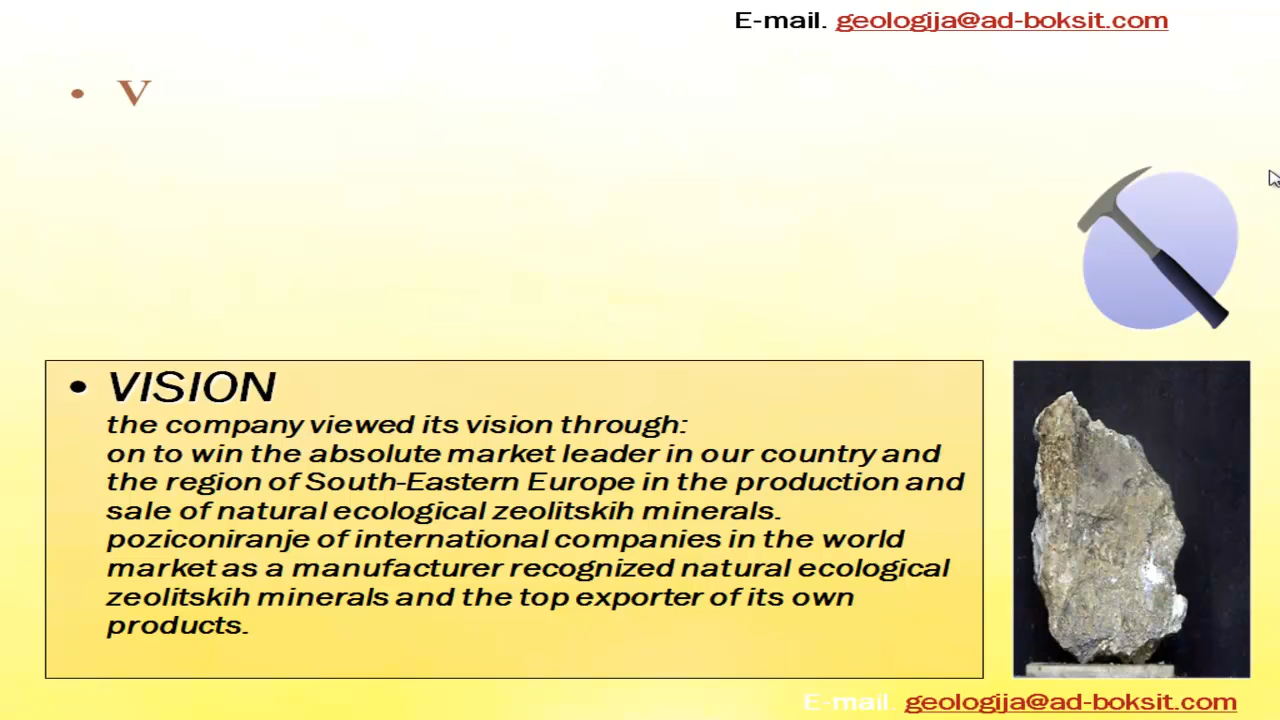 E-mail. geologija@ad-boksit.com
• V
• VISION
the company viewed its vision through:
on to win the absolute market leader in our country and
the region of South-Eastern Europe in the production and
sale of natural ecological zeolitskih minerals.
poziconiranje of international companies in the world
market as a manufacturer recognized natural ecological
zeolitskih minerals and the top exporter of its own
products.
E-mail. geologija@ad-boksit.com